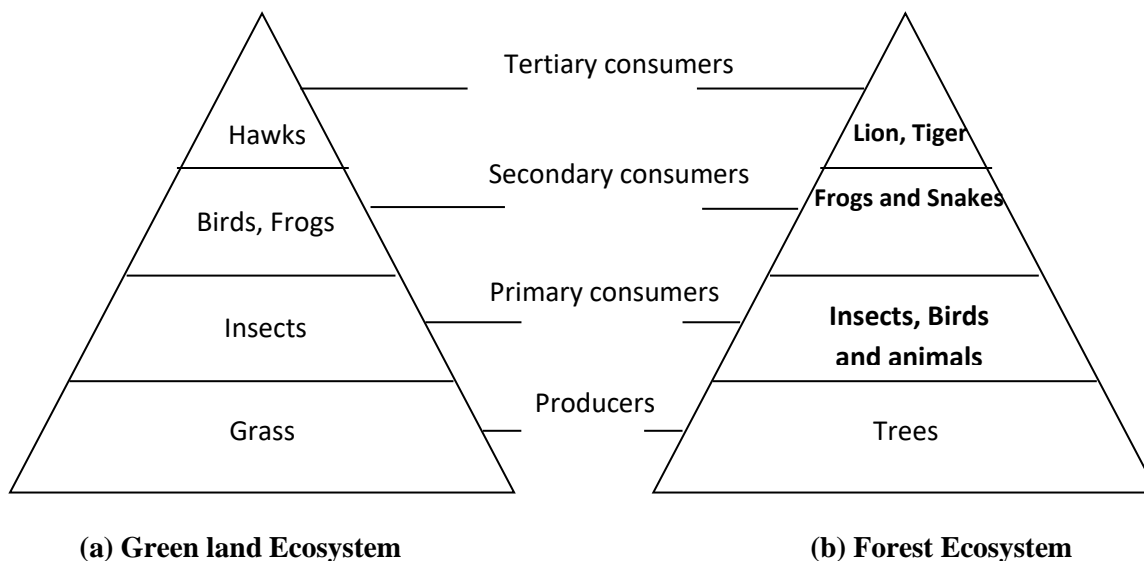 Tertiary consumers
Hawks
Lion, Tiger
Secondary consumers
Frogs and Snakes
Birds, Frogs
Primary consumers
Insects
Insects, Birds
and animals
Producers
Grass
Trees
(a) Green land Ecosystem
(b) Forest Ecosystem